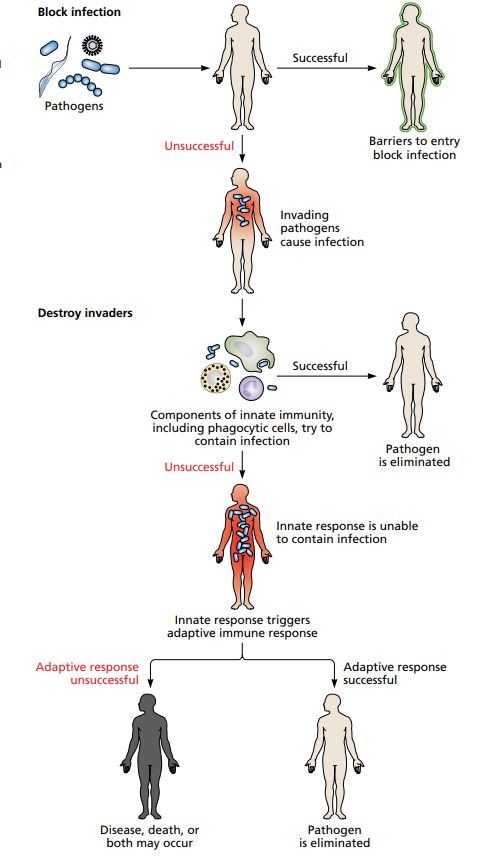 Block infection
Pathogens
Successful
Barriers to entry
block infection
Unsuccessful
Invading
pathogens
cause infection
Destroy invaders
Successful
Components of innate immunity,
including phagocytic cells, try to
contain infection
Pathogen
is eliminated
Unsuccessful
Innate response is unable
to contain infection
Innate response triggers
adaptive immune response
Adaptive response
unsuccessful
Adaptive response
successful
Disease, death, or
both may occur
Pathogen
is eliminated